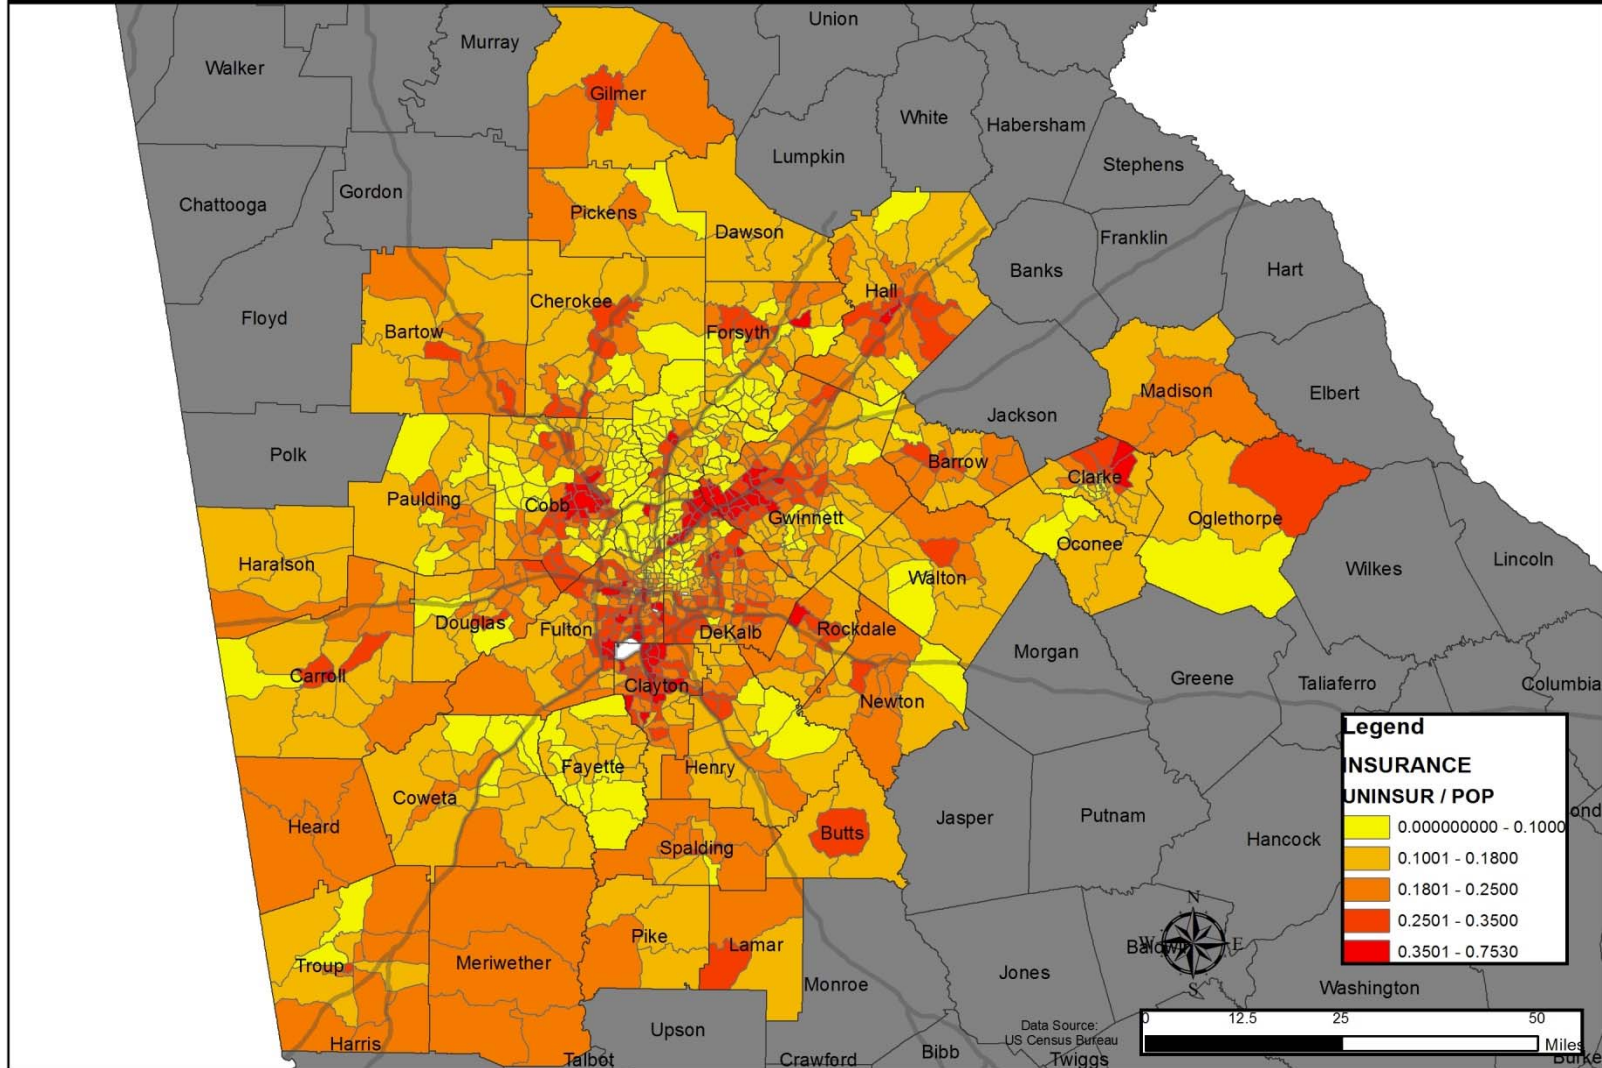 Union
Murray
Walker
Gilmer
White
Habersham
Lumpkin
Stephens
Gordon
Chattooga
Pickens
Dawson
Franklin
Banks
Hart
Hall
Cherokee
Floyd
Bartow
Forsyth
Madison
Elbert
Jackson
Polk
Barrow
Clarke
Paulding
Cobb
Gwinnett
Oglethorpe
Oconee
Lincoln
Haralson
Wilkes
Walton
Douglas
Fulton
DeKalb
Rockdale
Morgan
Carroll
Greene
Taliaferro
Columbia
Clayton
Newton
Fayette
Henry
Coweta
Heard
Butts
Jasper
Putnam
Hancock
Spalding
Pike
Lamar
Troup
Meriwether
Monroe
Jones
Washington
Upson
Harris
Talbot
Crawford
Bibb
Twiggs
Burke
Legend
INSURANCE
UNINSUR / POP
0.000000000 - 0.1000
0.1001 - 0.1800
0.1801 - 0.2500
0.2501 - 0.3500
0.3501 - 0.7530
ond
N
W
E
S
Data Source:
US Census Bureau
0 12.5 25 50
Miles